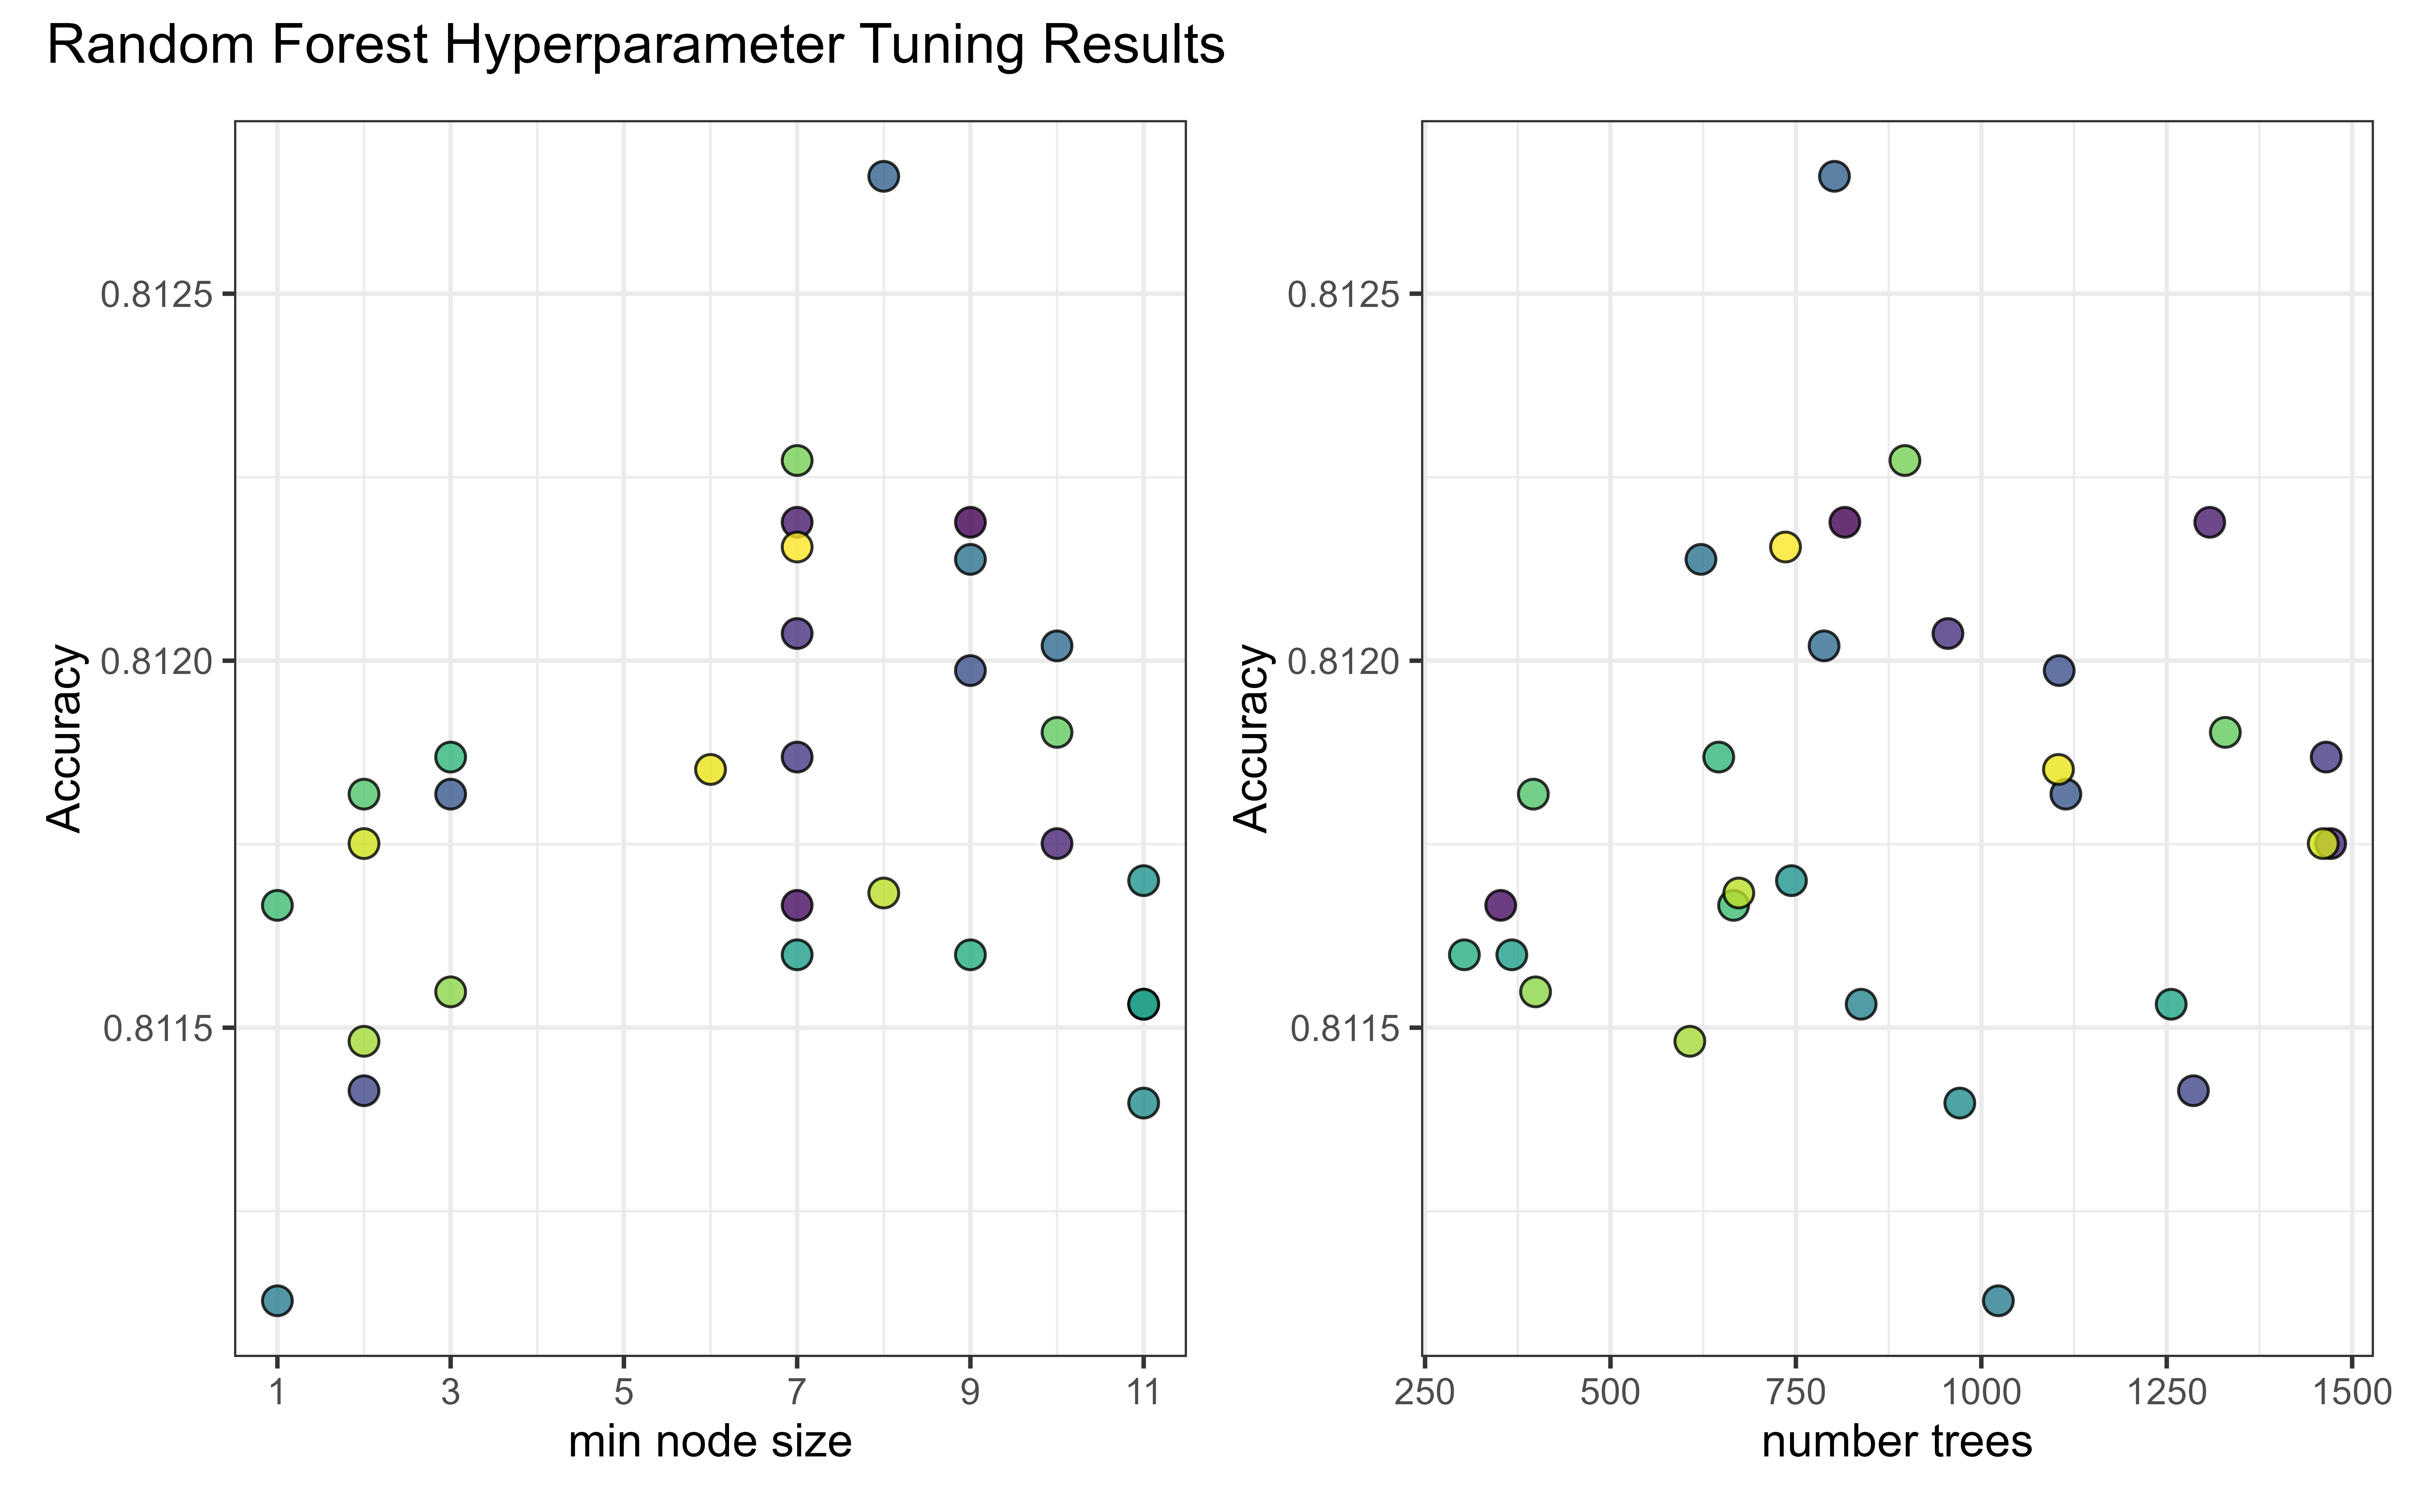 Random Forest Hyperparameter Tuning Results
Accuracy
0.8125
0.8120
0.8115
1 3 5 7 9 11
min node size
Accuracy
0.8125
0.8120
0.8115
250 500 750 1000 1250 1500
number trees